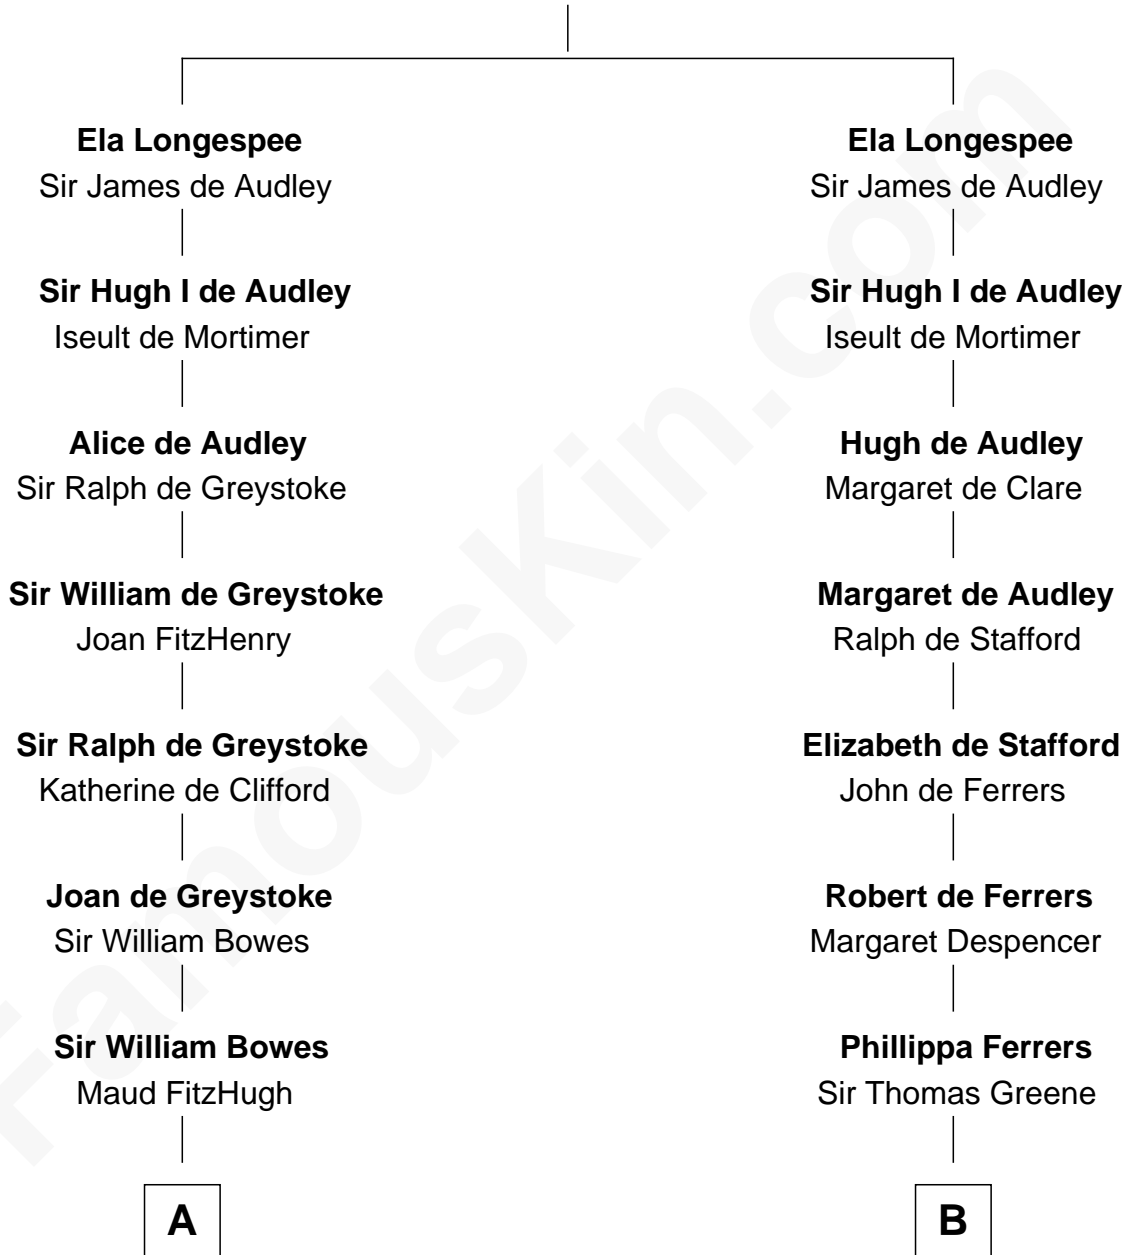 Ela Longespee
Sir James de Audley
Sir Hugh I de Audley
Iseult de Mortimer
Alice de Audley
Sir Ralph de Greystoke
Sir William de Greystoke
Joan FitzHenry
Sir Ralph de Greystoke
Katherine de Clifford
Joan de Greystoke
Sir William Bowes
Sir William Bowes
Maud FitzHugh
A
Ela Longespee
Sir James de Audley
Sir Hugh I de Audley
Iseult de Mortimer
Hugh de Audley
Margaret de Clare
Margaret de Audley
Ralph de Stafford
Elizabeth de Stafford
John de Ferrers
Robert de Ferrers
Margaret Despencer
Phillippa Ferrers
Sir Thomas Greene
B
FamousKin.com